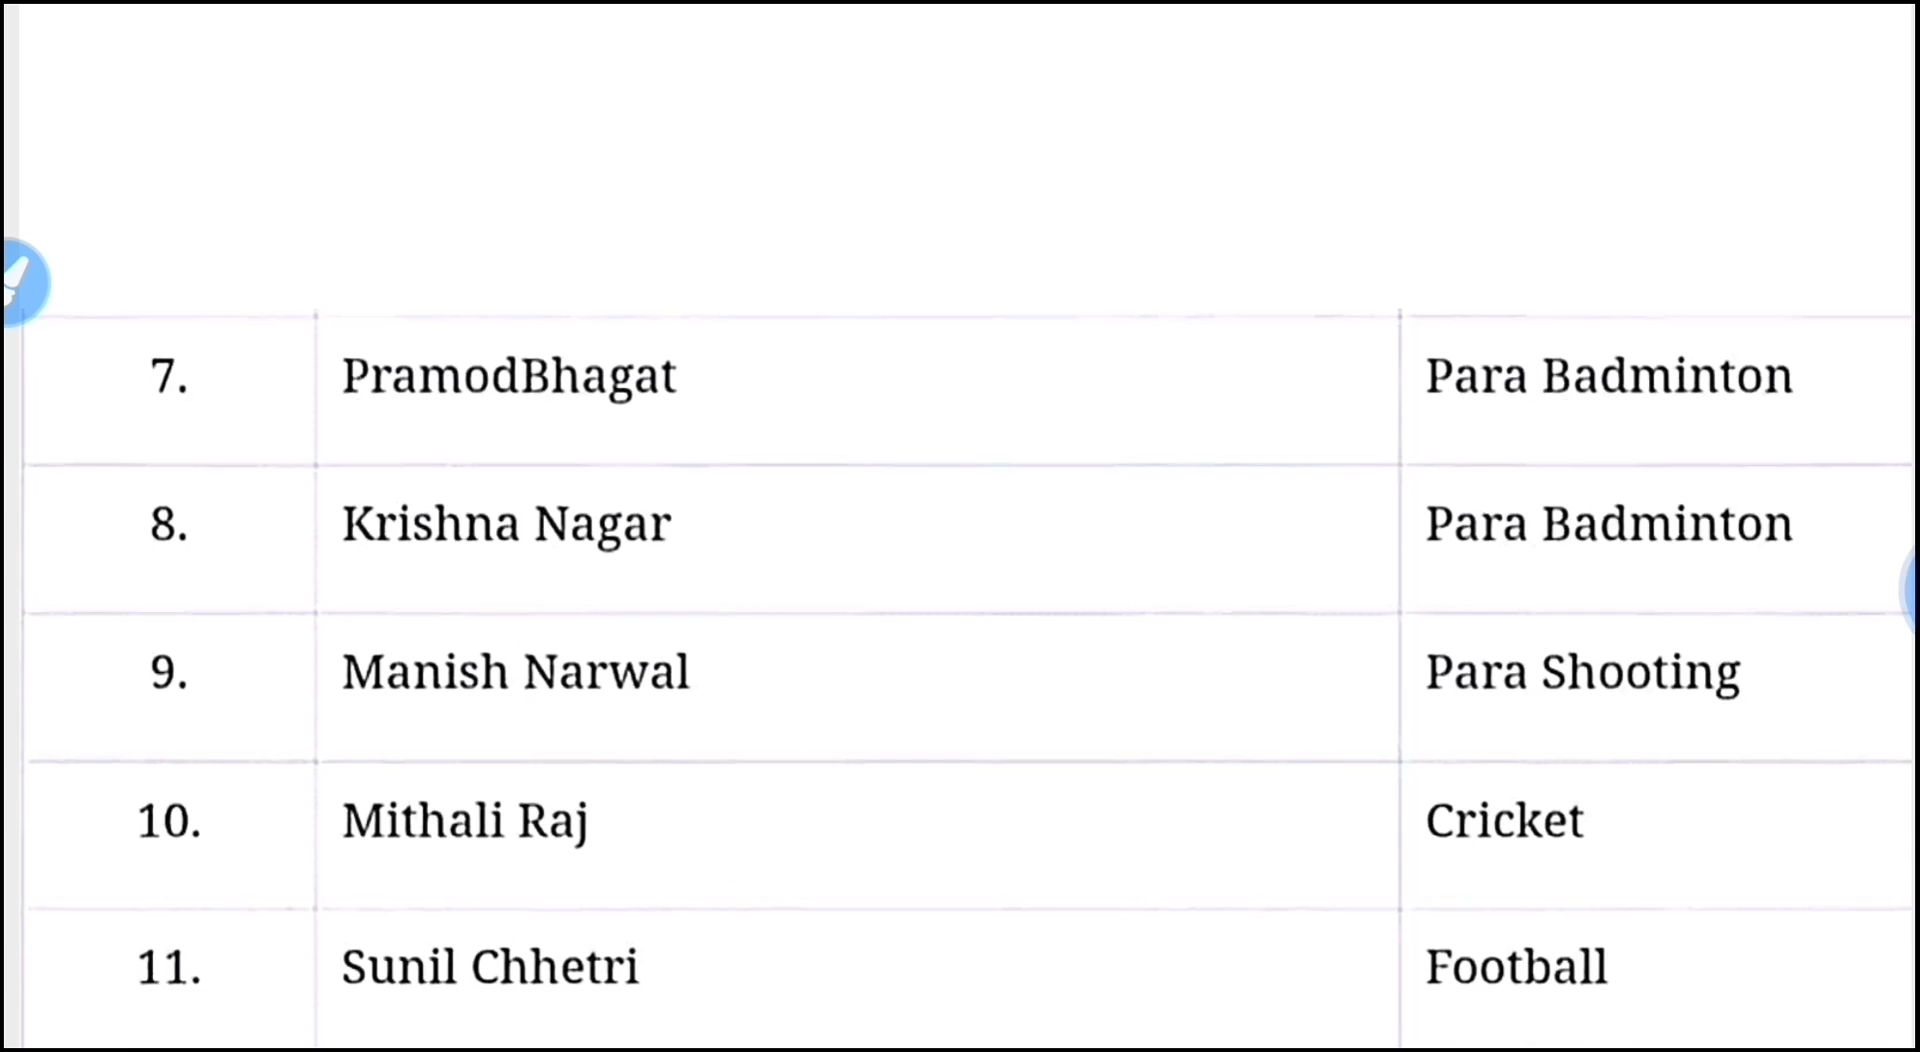 7. PramodBhagat Para Badminton
8. Krishna Nagar Para Badminton
9. Manish Narwal Para Shooting
10. Mithali Raj Cricket
11. Sunil Chhetri Football